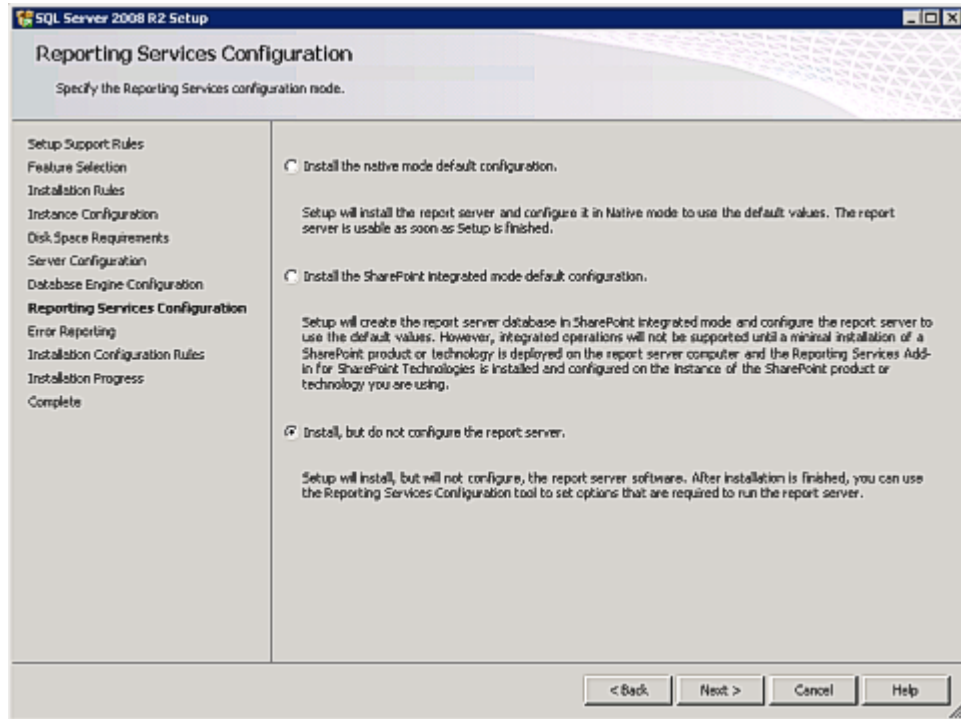 SQL Server 2008 R2 Setup
Reporting Services Configuration
Specify the Reporting Services configuration mode.
Setup Support Rules
Feature Selection
Installation Rules
Instance Configuration
Disk Space Requirements
Server Configuration
Database Engine Configuration
Reporting Services Configuration
Error Reporting
Installation Configuration Rules
Installation Progress
Complete
Install the native mode default configuration.
Setup will install the report server and configure it in Native mode to use the default values. The report
server is usable as soon as Setup is finished.
Install the SharePoint integrated mode default configuration.
Setup will create the report server database in SharePoint integrated mode and configure the report server to
use the default values. However, integrated operations will not be supported until a minimal installation of a
SharePoint product or technology is deployed on the report server computer and the Reporting Services Add-
in for SharePoint Technologies is installed and configured on the instance of the SharePoint product or
technology you are using.
Install, but do not configure the report server.
Setup will install, but will not configure, the report server software. After installation is finished, you can use
the Reporting Services Configuration tool to set options that are required to run the report server.
< Back
Next >
Cancel
Help